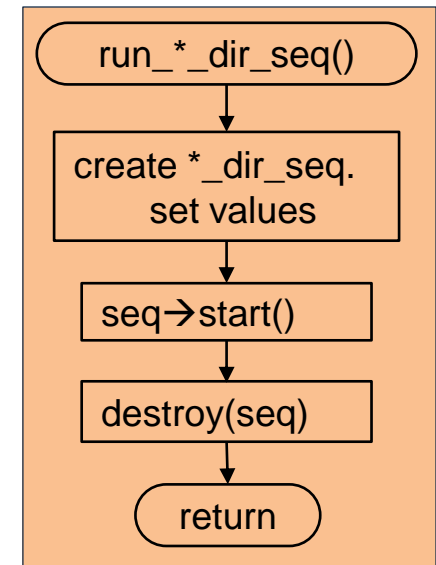 run_*_dir_seq()
create *_dir_seq.
set values
seq→start()
destroy(seq)
return